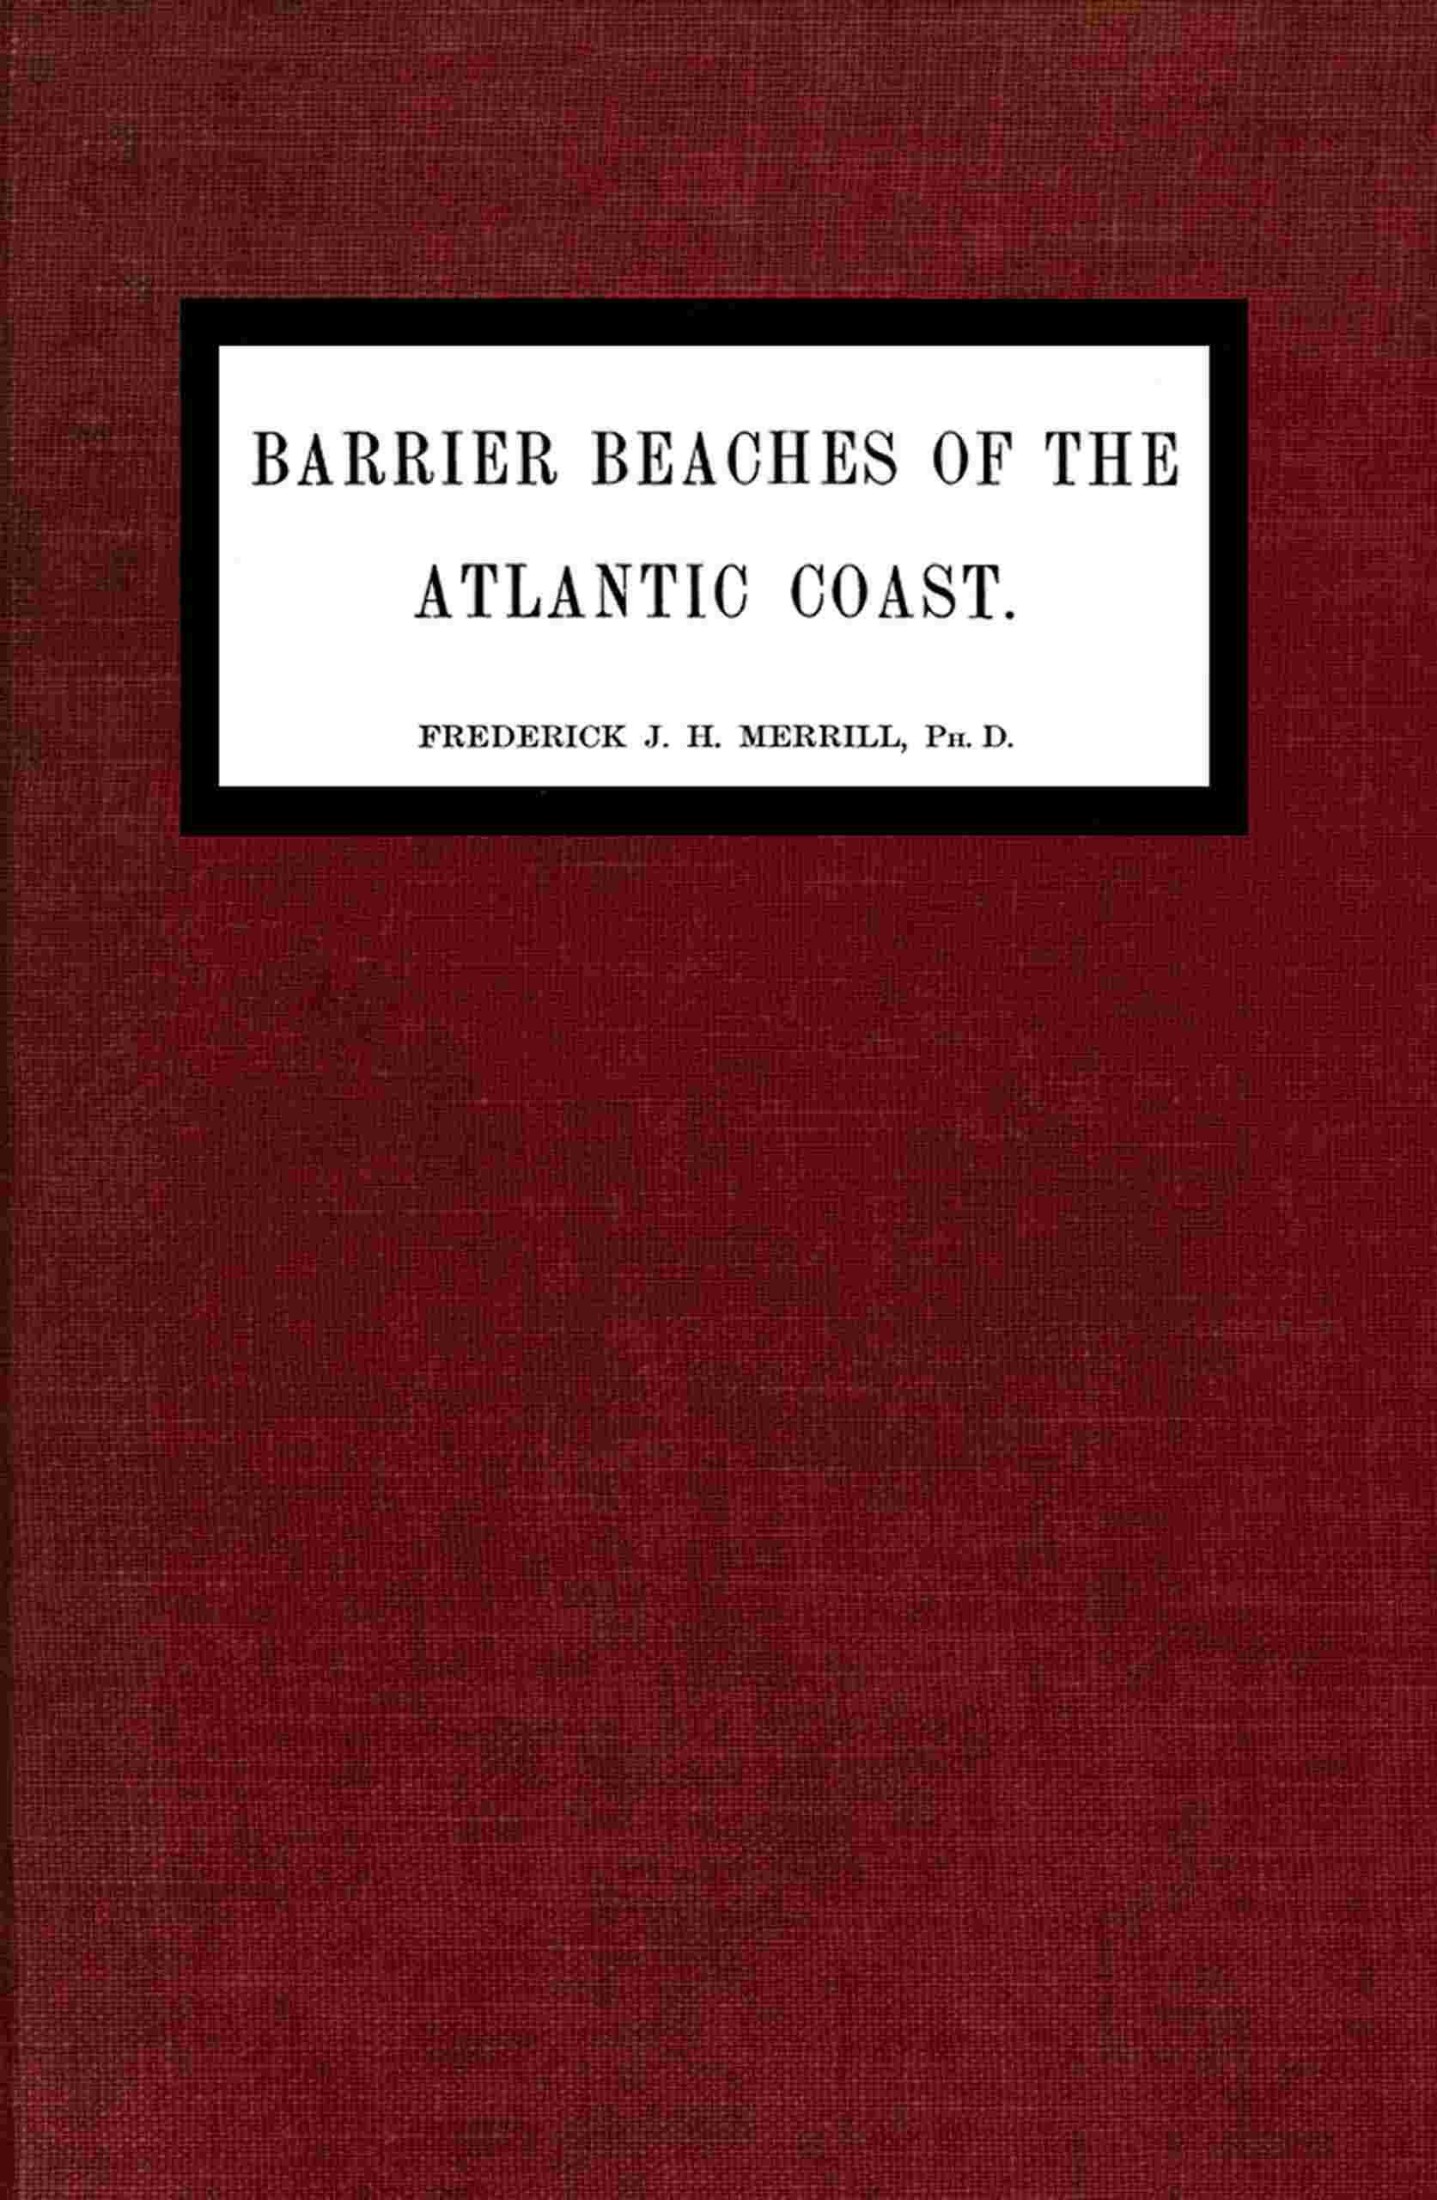 BARRIER BEACHES OF THE
ATLANTIC COAST.
FREDERICK J. H. MERRILL, PH. D.